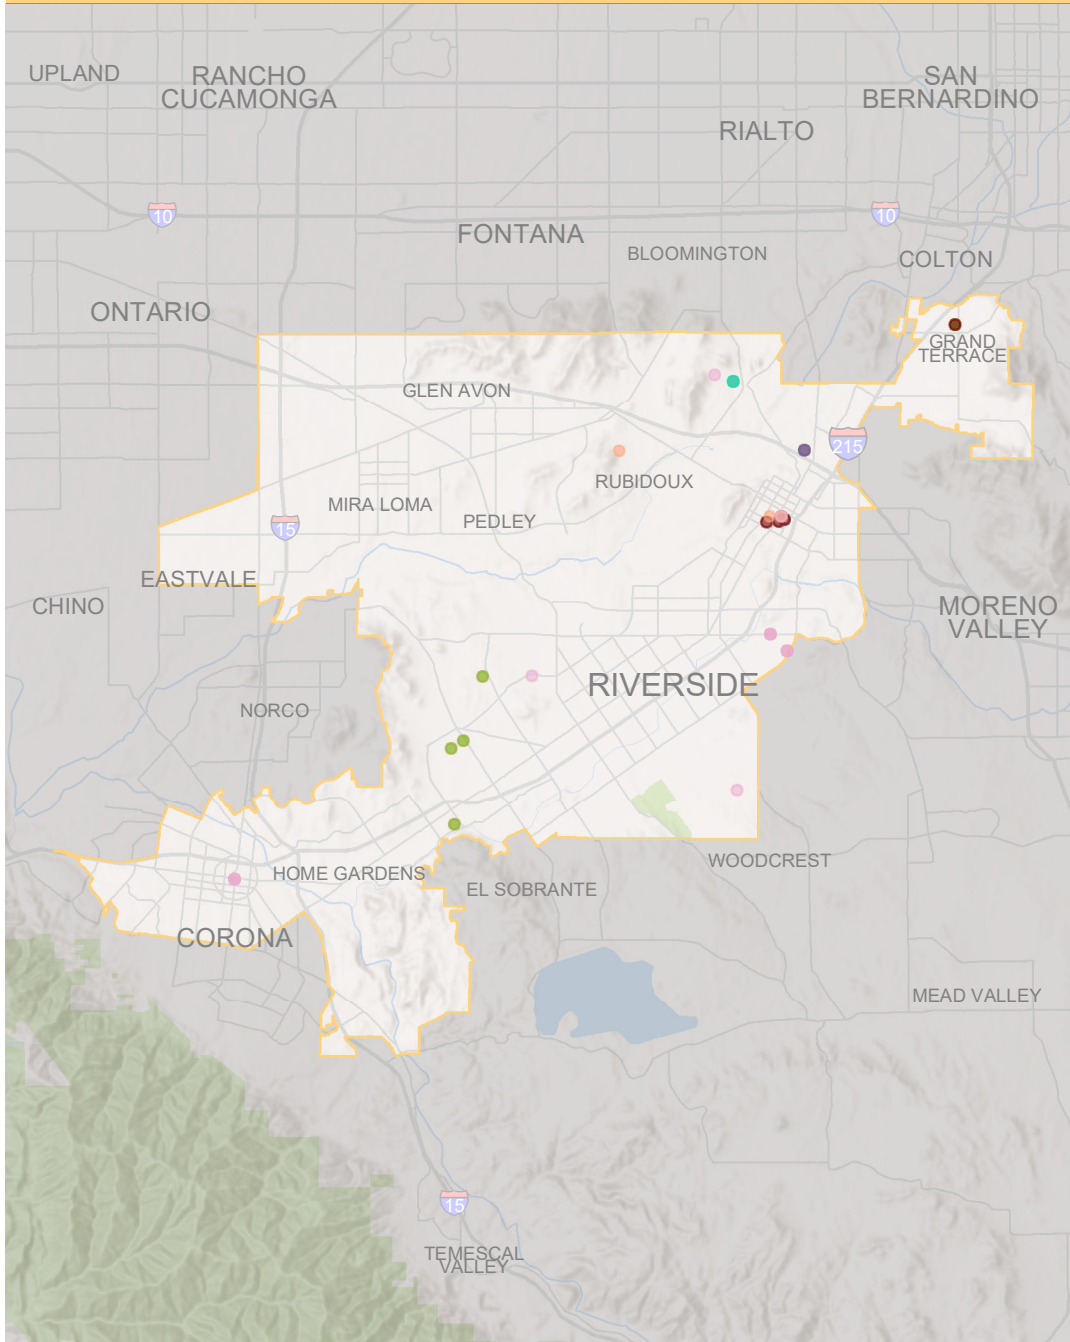 UPLAND
RANCHO
CUCAMONGA
SAN
BERNARDINO
RIALTO
10
10
FONTANA
BLOOMINGTON
COLTON
ONTARIO
GRAND
TERRACE
GLEN AVON
215
RUBIDOUX
MIRA LOMA
PEDLEY
15
EASTVALE
CHINO
MORENO
VALLEY
RIVERSIDE
NORCO
WOODCREST
HOME GARDENS
EL SOBRANTE
CORONA
MEAD VALLEY
15
TEMESCAL
VALLEY